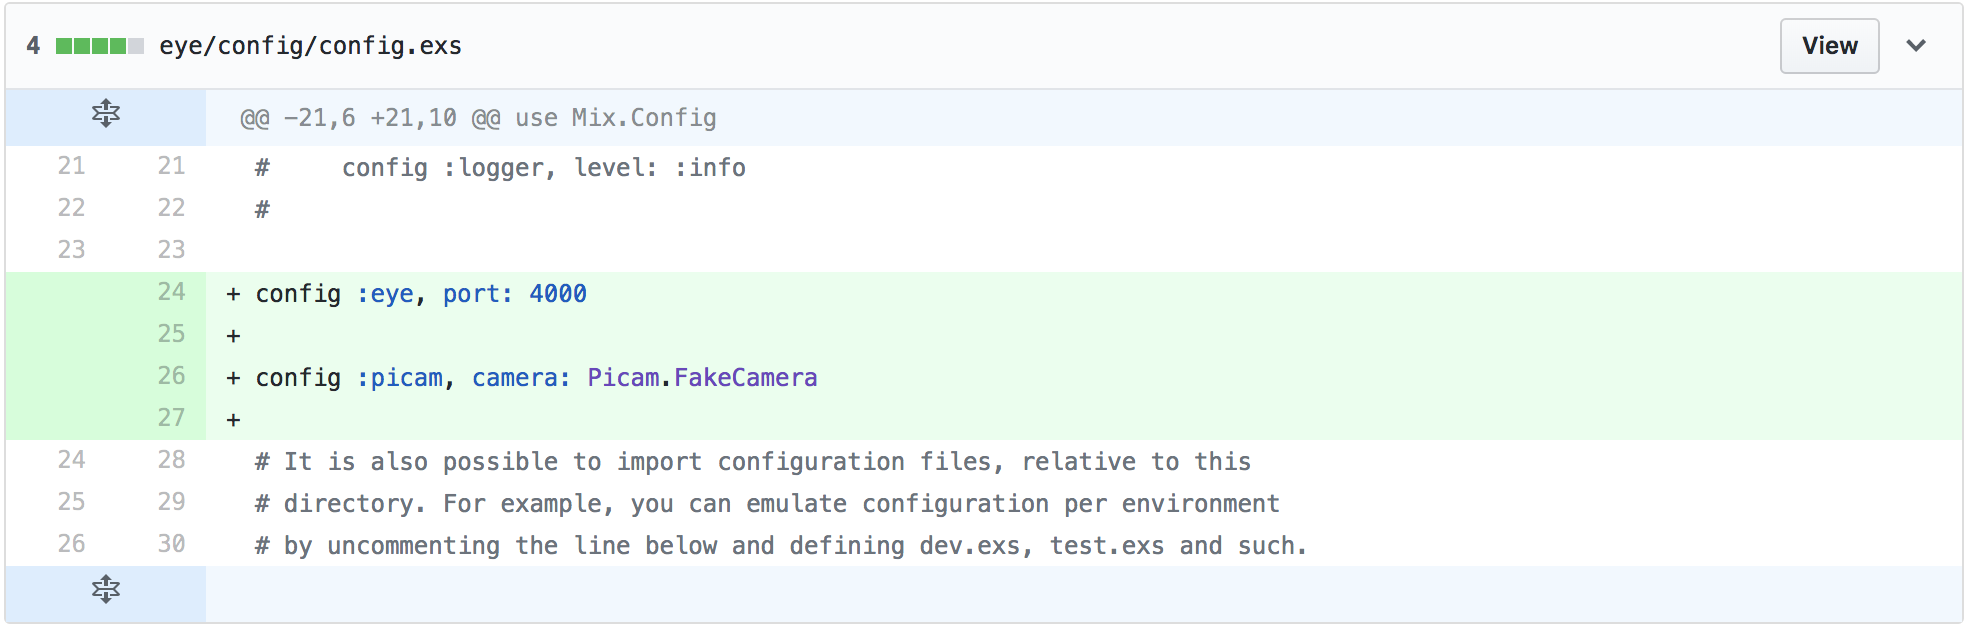 4 eye/config/config.exs View
@@ -21,6 +21,10 @@ use Mix.Config
21 21 #     config :logger, level: :info
22 22 #
23 23
24 + config :eye, port: 4000
25 +
26 + config :picam, camera: Picam.FakeCamera
27 +
24 28 # It is also possible to import configuration files, relative to this
25 29 # directory. For example, you can emulate configuration per environment
26 30 # by uncommenting the line below and defining dev.exs, test.exs and such.